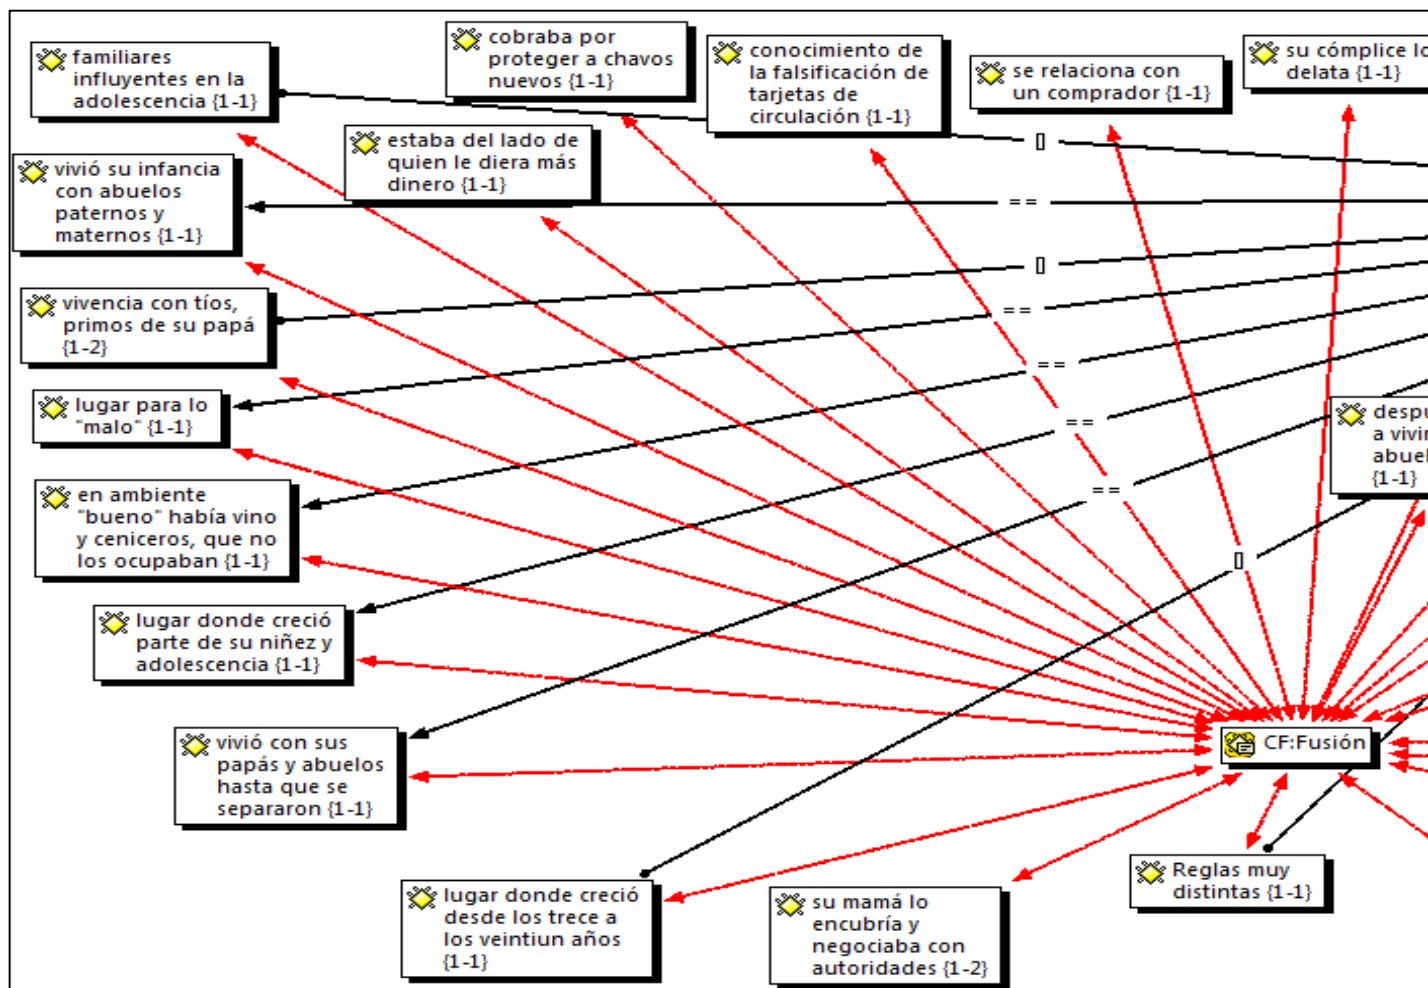 familiares
influyentes en la
adolescencia {1-1}
cobraba por
proteger a chavos
nuevos {1-1}
conocimiento de
la falsificación de
tarjetas de
circulación {1-1}
se relaciona con
un comprador {1-1}
su cómplice lo
delata {1-1}
estaba del lado de
quien le diera más
dinero {1-1}
vivió su infancia
con abuelos
paternos y
maternos {1-1}
[]
==
vivencia con tíos,
primos de su papá
{1-2}
[]
==
lugar para lo
"malo" {1-1}
==
a
{1-1}
en ambiente
"bueno" había vino
y ceniceros, que no
los ocupaban {1-1}
==
==
[]
lugar donde creció
parte de su niñez y
adolescencia {1-1}
vivió con sus
papás y abuelos
hasta que se
separaron {1-1}
CF:Fusión
lugar donde creció
desde los trece a
los veintiun años
{1-1}
su mamá lo
encubría y
negociaba con
autoridades {1-2}
Reglas muy
distintas {1-1}